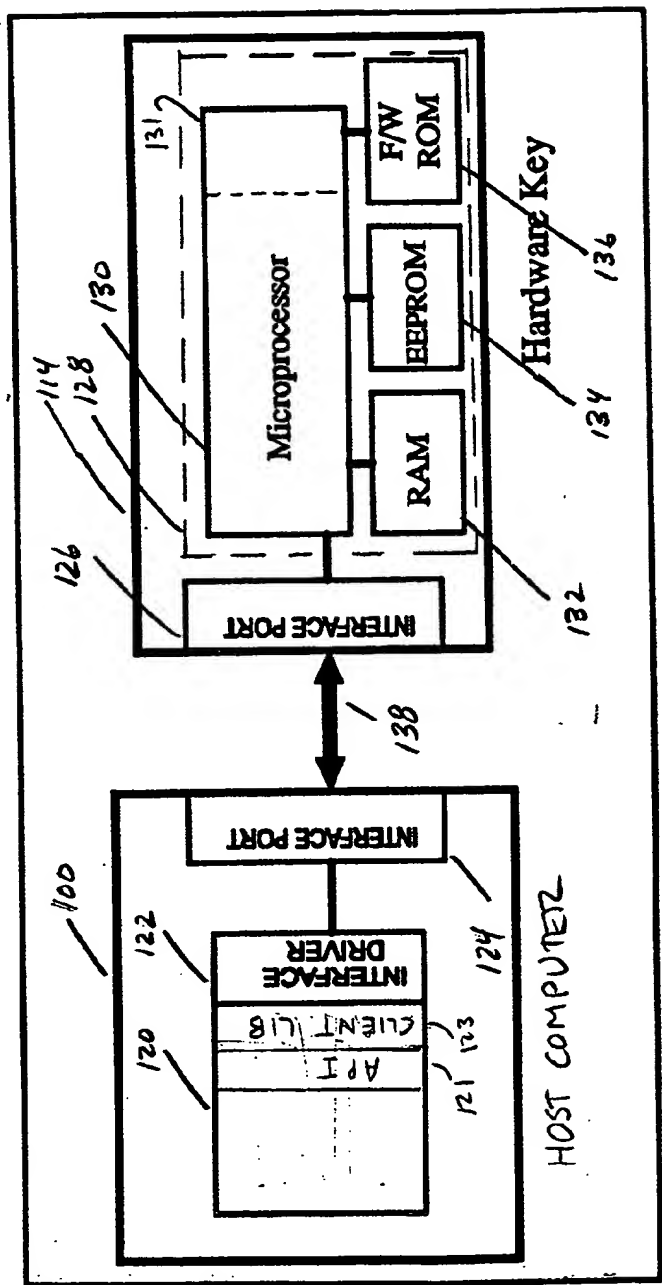 100
120
122
INTERFACE
DRIVER
CLIENT LIB
API
121
123
124
INTERFACE PORT
HOST COMPUTER
138
126
INTERFACE PORT
114
128
130
131
Microprocessor
RAM
EEPROM
F/W
ROM
132
134
136
Hardware Key